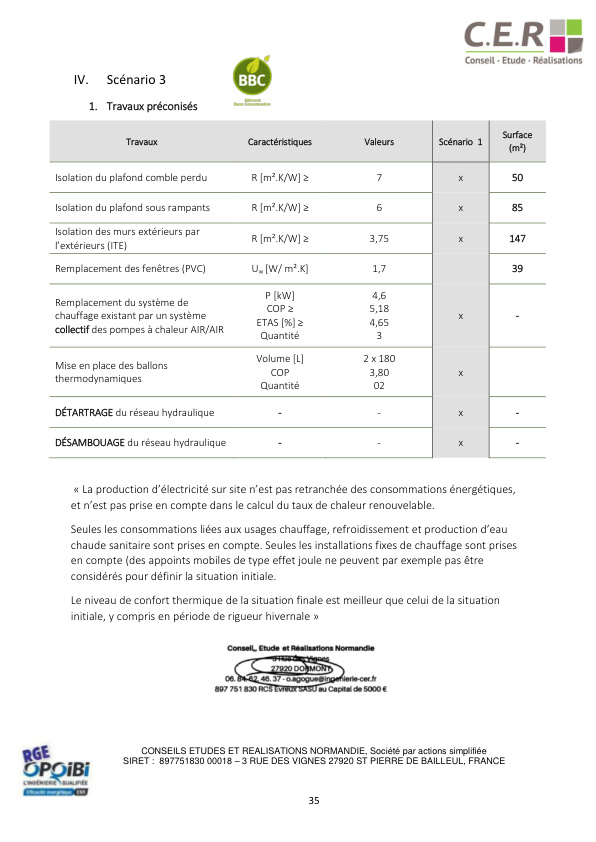 C.E.R
Conseil · Etude · Réalisations
IV. Scénario 3
BBC
1. Travaux préconisés
Travaux Caractéristiques Valeurs Scénario 1 Surface (m²)
Isolation du plafond comble perdu R [m².K/W] ≥ 7 x 50
Isolation du plafond sous rampants R [m².K/W] ≥ 6 x 85
Isolation des murs extérieurs par
l’extérieurs (ITE) R [m².K/W] ≥ 3,75 x 147
Remplacement des fenêtres (PVC) Uw [W/ m².K] 1,7 x 39
Remplacement du système de
chauffage existant par un système
collectif des pompes à chaleur AIR/AIR
P [kW] 4,6
COP ≥ 5,18
ETAS [%] ≥ 4,65
Quantité 3
x -
Mise en place des ballons
thermodynamiques
Volume [L] 2 x 180
COP 3,80
Quantité 02
x
DÉTARTRAGE du réseau hydraulique - - x -
DÉSAMBOUAGE du réseau hydraulique - - x -
« La production d’électricité sur site n’est pas retranchée des consommations énergétiques,
et n’est pas prise en compte dans le calcul du taux de chaleur renouvelable.
Seules les consommations liées aux usages chauffage, refroidissement et production d’eau
chaude sanitaire sont prises en compte. Seules les installations fixes de chauffage sont prises
en compte (des appoints mobiles de type effet joule ne peuvent par exemple pas être
considérés pour définir la situation initiale.
Le niveau de confort thermique de la situation finale est meilleur que celui de la situation
initiale, y compris en période de rigueur hivernale »
Conseil, Etude et Réalisations Normandie
3 Rue des Vignes
27920
06. 84. 62. 46. 37 - o.agogue@ingenierie-cer.fr
897 751 830 RCS Evreux SASU au Capital de 5000 €
RGE
OPQIBI
L'INGÉNIERIE QUALIFIÉE
Efficacité énergétique
CONSEILS ETUDES ET REALISATIONS NORMANDIE, Société par actions simplifiée
SIRET : 897751830 00018 – 3 RUE DES VIGNES 27920 ST PIERRE DE BAILLEUL, FRANCE
35